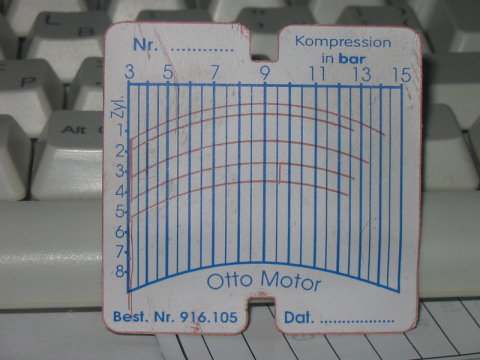 L
P
Alt G
Nr. ............
Kompression
in bar
3 5 7 9 11 13 15
Zyl.
1
2
3
4
5
6
7
8
Otto Motor
Best. Nr. 916.105
Dat. .................